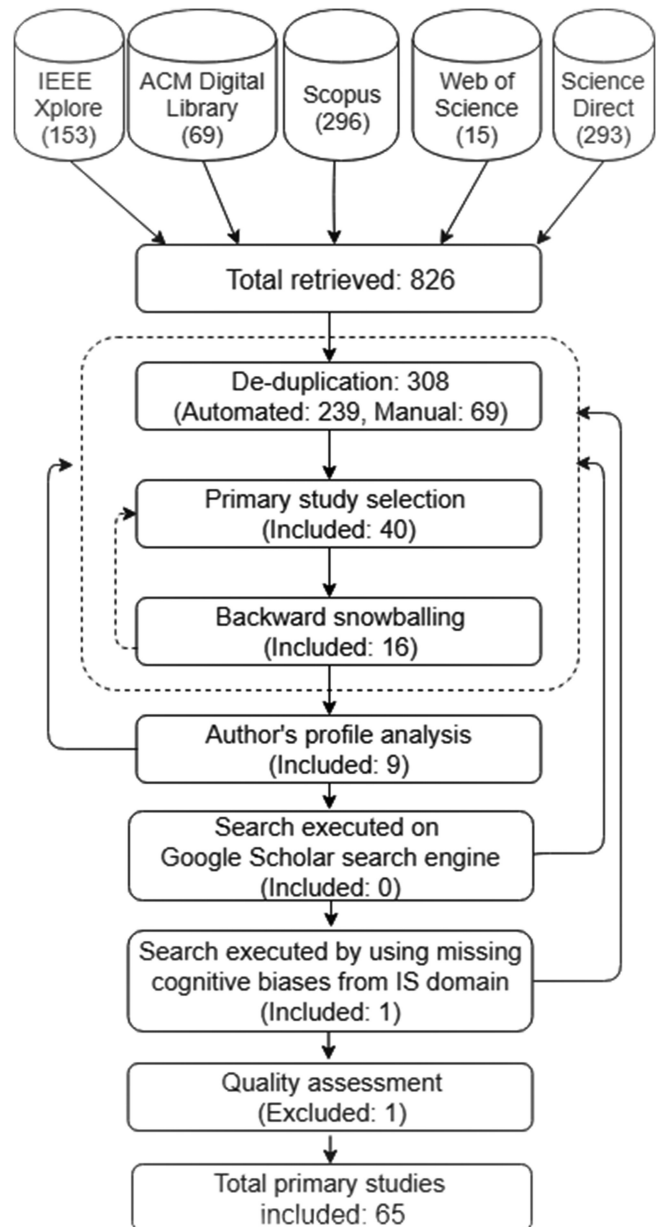 IEEE
Xplore
(153)
ACM Digital
Library
(69)
Scopus
(296)
Web of
Science
(15)
Science
Direct
(293)
Total retrieved: 826
De-duplication: 308
(Automated: 239, Manual: 69)
Primary study selection
(Included: 40)
Backward snowballing
(Included: 16)
Author's profile analysis
(Included: 9)
Search executed on
Google Scholar search engine
(Included: 0)
Search executed by using missing
cognitive biases from IS domain
(Included: 1)
Quality assessment
(Excluded: 1)
Total primary studies
included: 65